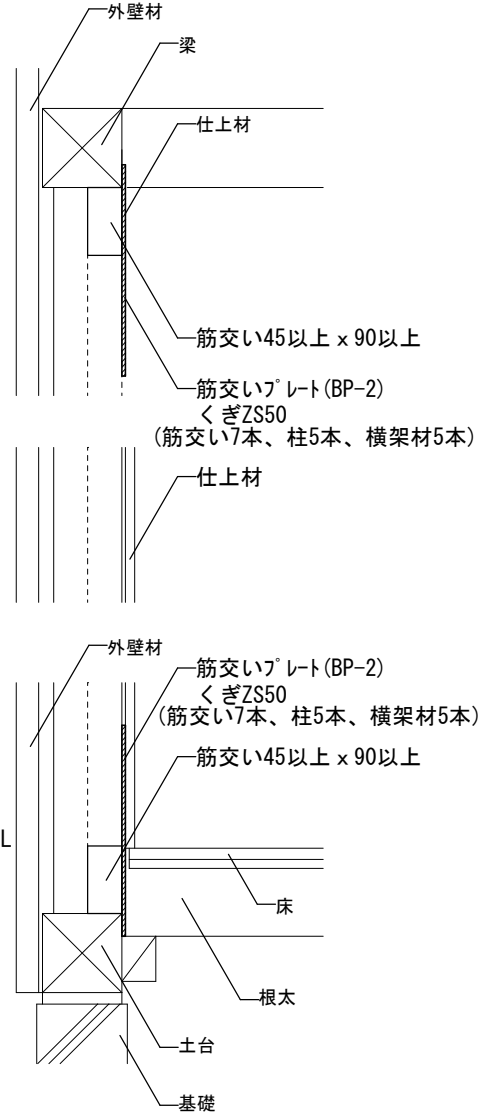 外壁材
梁
仕上材
筋交い45以上ｘ90以上
筋交いﾌﾟﾚｰﾄ(BP-2)
くぎZS50
(筋交い7本、柱5本、横架材5本)
仕上材
外壁材
筋交いﾌﾟﾚｰﾄ(BP-2)
くぎZS50
(筋交い7本、柱5本、横架材5本)
筋交い45以上ｘ90以上
L
床
根太
土台
基礎